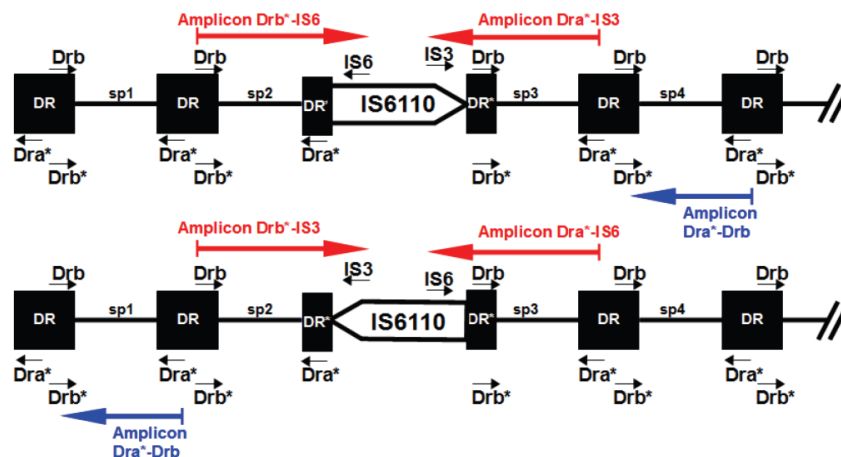 Amplicon Drb*-IS6 Amplicon Dra*-IS3
Drb Drb IS6 IS3 Drb Drb Drb
DR sp1 DR sp2 DR' IS6110 DR* sp3 DR sp4 DR
Dra* Dra* Dra* Dra* Dra*
Drb* Drb* Drb* Drb* Drb*
Amplicon
Dra*-Drb
Amplicon Drb*-IS3 Amplicon Dra*-IS6
Drb Drb IS3 IS6 Drb Drb Drb
DR sp1 DR sp2 DR* IS6110 DR* sp3 DR sp4 DR
Dra* Dra* Dra* Dra* Dra*
Drb* Drb* Drb* Drb* Drb*
Amplicon
Dra*-Drb